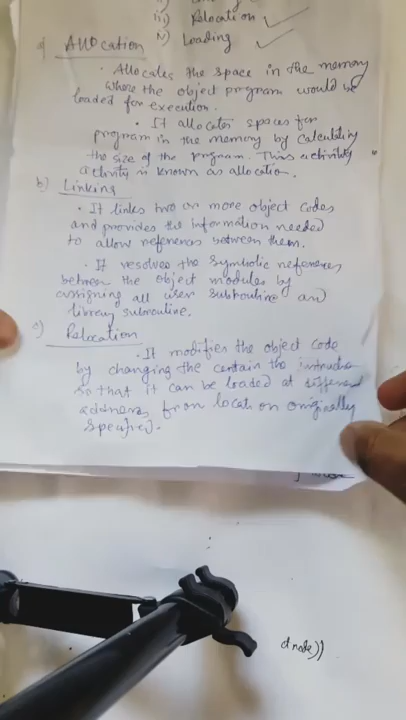 iii) Relocation
iv) Loading
a) Allocation
• Allocates the space in the memory
where the object program would be
loaded for execution.
• It allocates spaces for
program in the memory by calculating
the size of the program. This activity
activity is known as allocation.
b) Linking
• It links two or more object codes
and provides the information needed
to allow references between them.
• It resolves the symbolic references
between the object modules by
assigning all user subroutine and
library subroutine.
c) Relocation
• It modifies the object code
by changing the certain the instruction
so that it can be loaded at different
address from location originally
specified.
ct node))